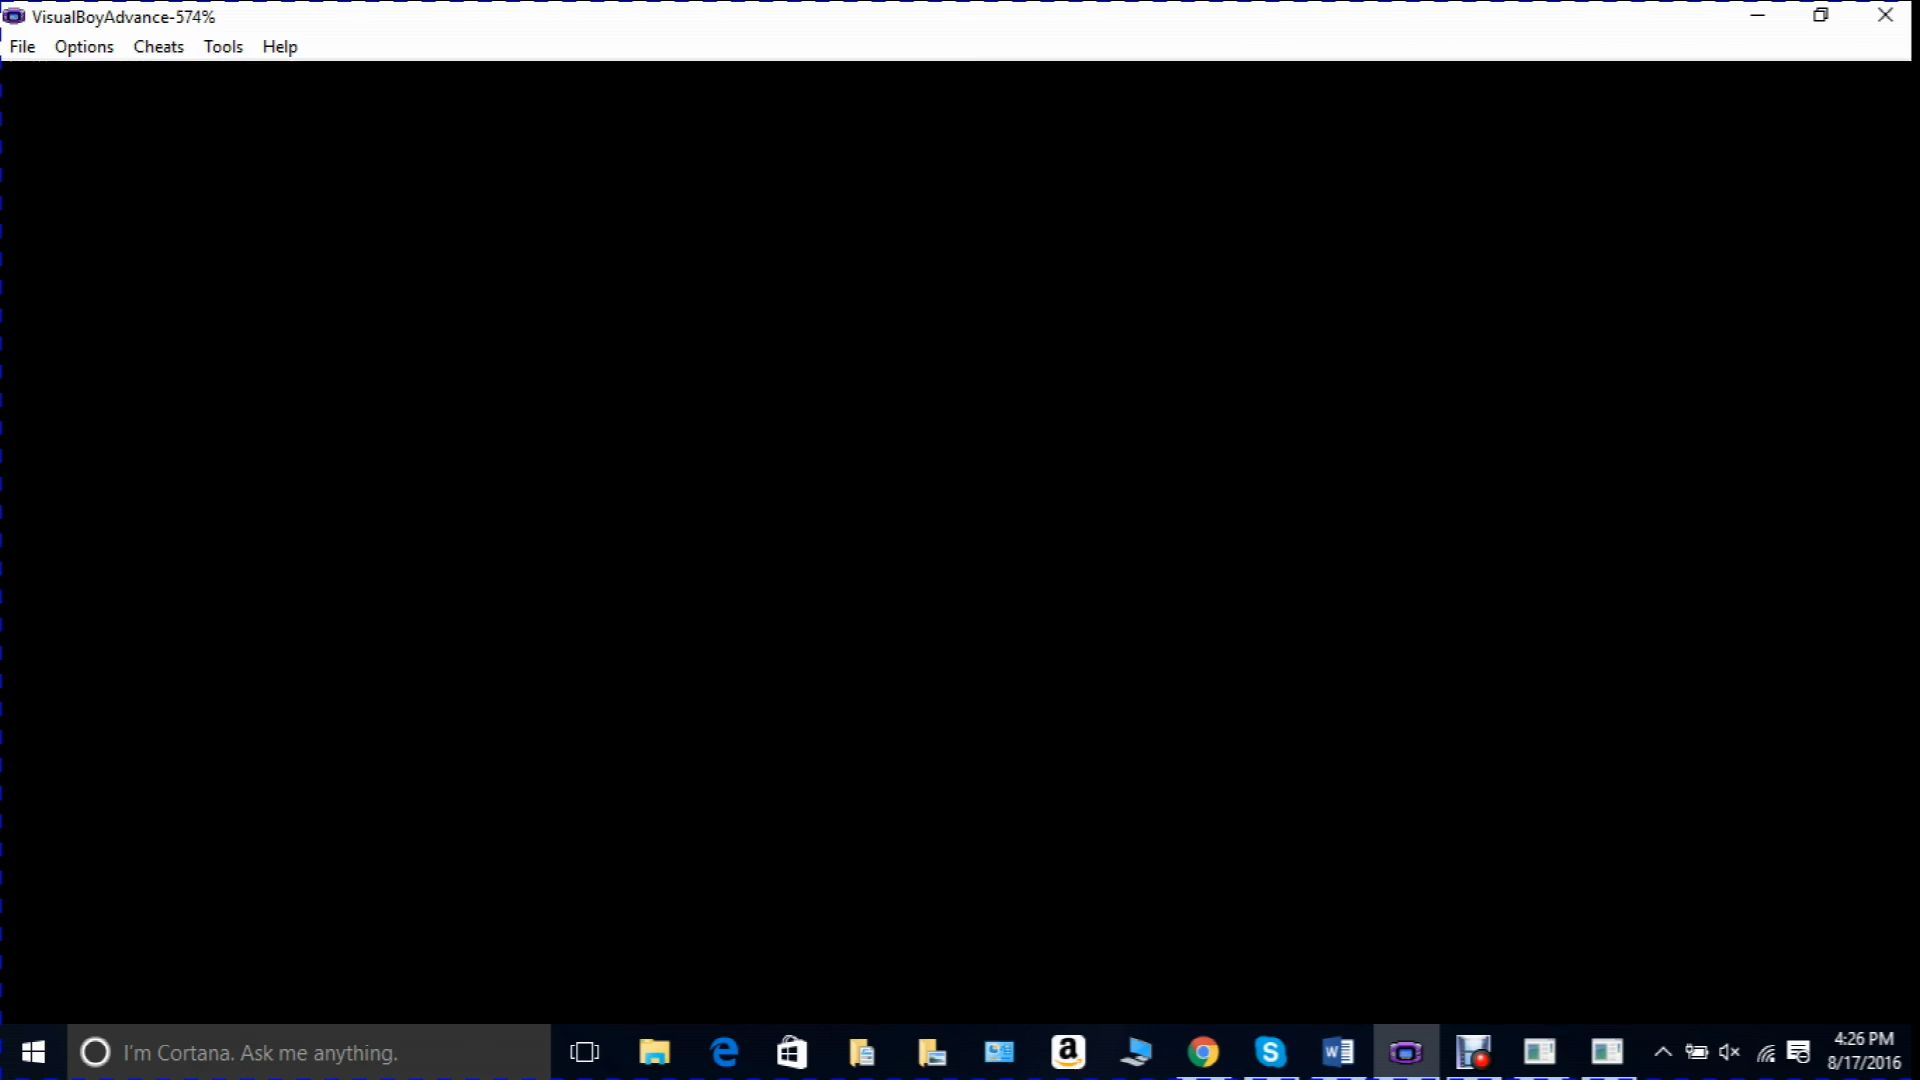 VisualBoyAdvance-574%
File Options Cheats Tools Help
I'm Cortana. Ask me anything.
4:26 PM
8/17/2016